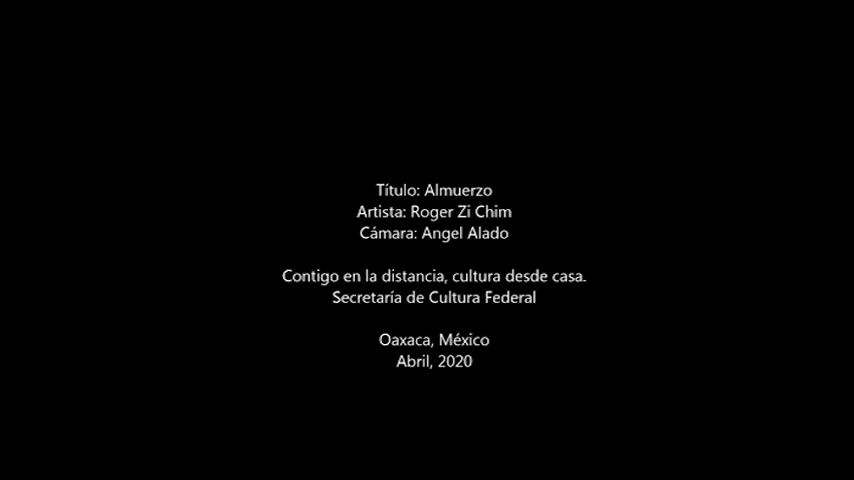 Título: Almuerzo
Artista: Roger Zi Chim
Cámara: Angel Alado
Contigo en la distancia, cultura desde casa.
Secretaría de Cultura Federal
Oaxaca, México
Abril, 2020